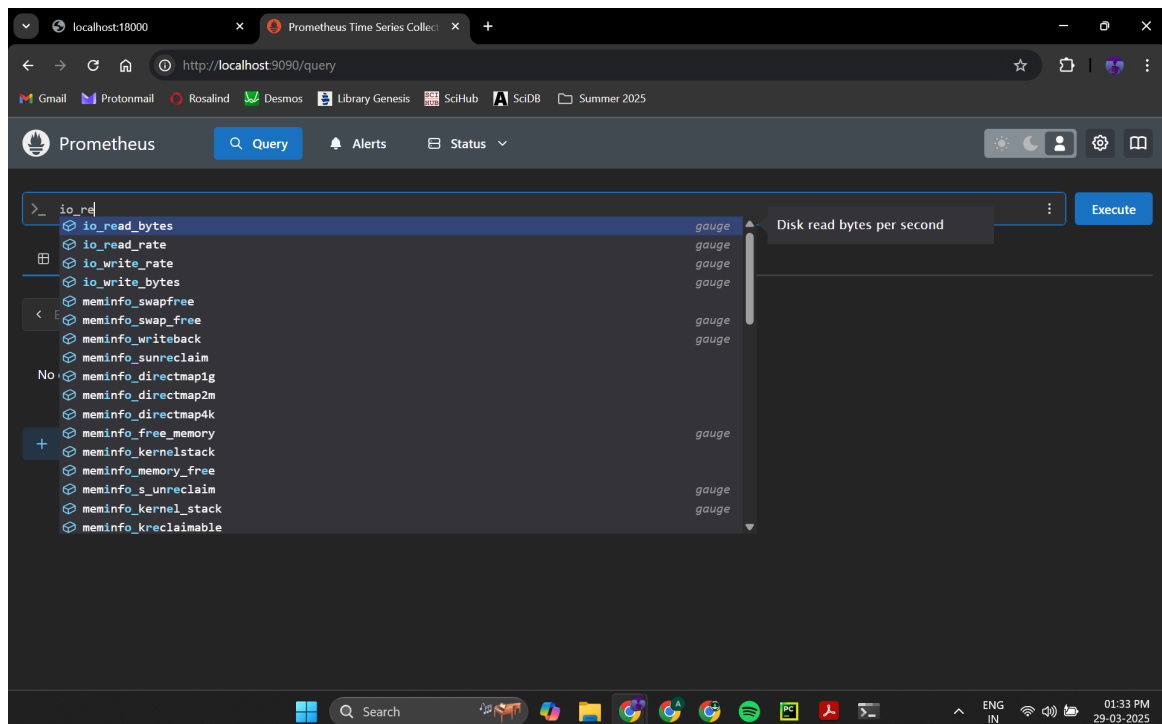 localhost:18000
Prometheus Time Series Collect
http://localhost:9090/query
Gmail Protonmail Rosalind Desmos Library Genesis SciHub SciDB Summer 2025
Prometheus Query Alerts Status
>_ io_re Execute
io_read_bytes gauge Disk read bytes per second
io_read_rate gauge
io_write_rate gauge
io_write_bytes gauge
meminfo_swapfree
meminfo_swap_free gauge
meminfo_writeback gauge
meminfo_sunreclaim
No meminfo_directmap1g
meminfo_directmap2m
meminfo_directmap4k
meminfo_free_memory gauge
meminfo_kernelstack
meminfo_memory_free
meminfo_s_unreclaim gauge
meminfo_kernel_stack gauge
meminfo_kreclaimable
Search
ENG
IN
01:33 PM
29-03-2025